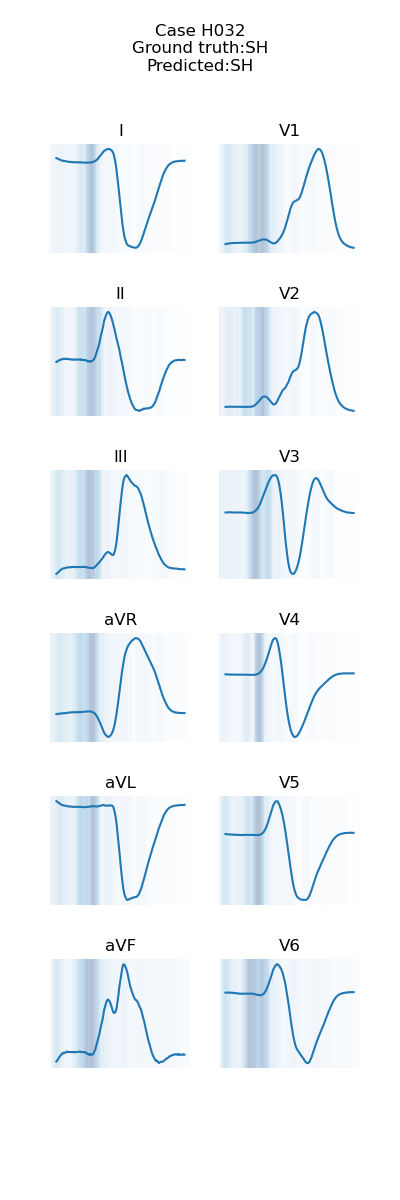 Case H032
Ground truth:SH
Predicted:SH
I
V1
II
V2
III
V3
aVR
V4
aVL
V5
aVF
V6